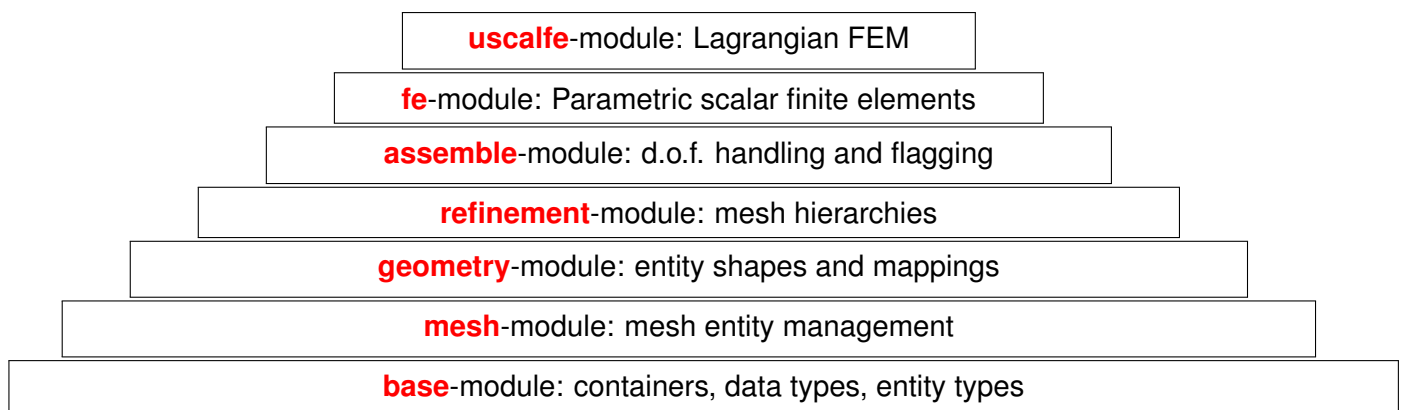 uscalfe-module: Lagrangian FEM
fe-module: Parametric scalar finite elements
assemble-module: d.o.f. handling and flagging
refinement-module: mesh hierarchies
geometry-module: entity shapes and mappings
mesh-module: mesh entity management
base-module: containers, data types, entity types